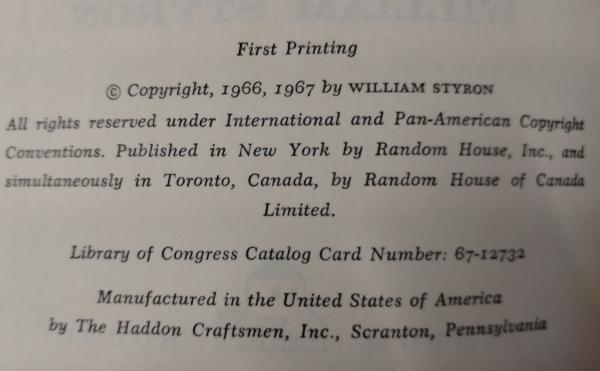 First Printing
© Copyright, 1966, 1967 by WILLIAM STYRON
All rights reserved under International and Pan-American Copyright
Conventions. Published in New York by Random House, Inc., and
simultaneously in Toronto, Canada, by Random House of Canada
Limited.
Library of Congress Catalog Card Number: 67-12732
Manufactured in the United States of America
by The Haddon Craftsmen, Inc., Scranton, Pennsylvania